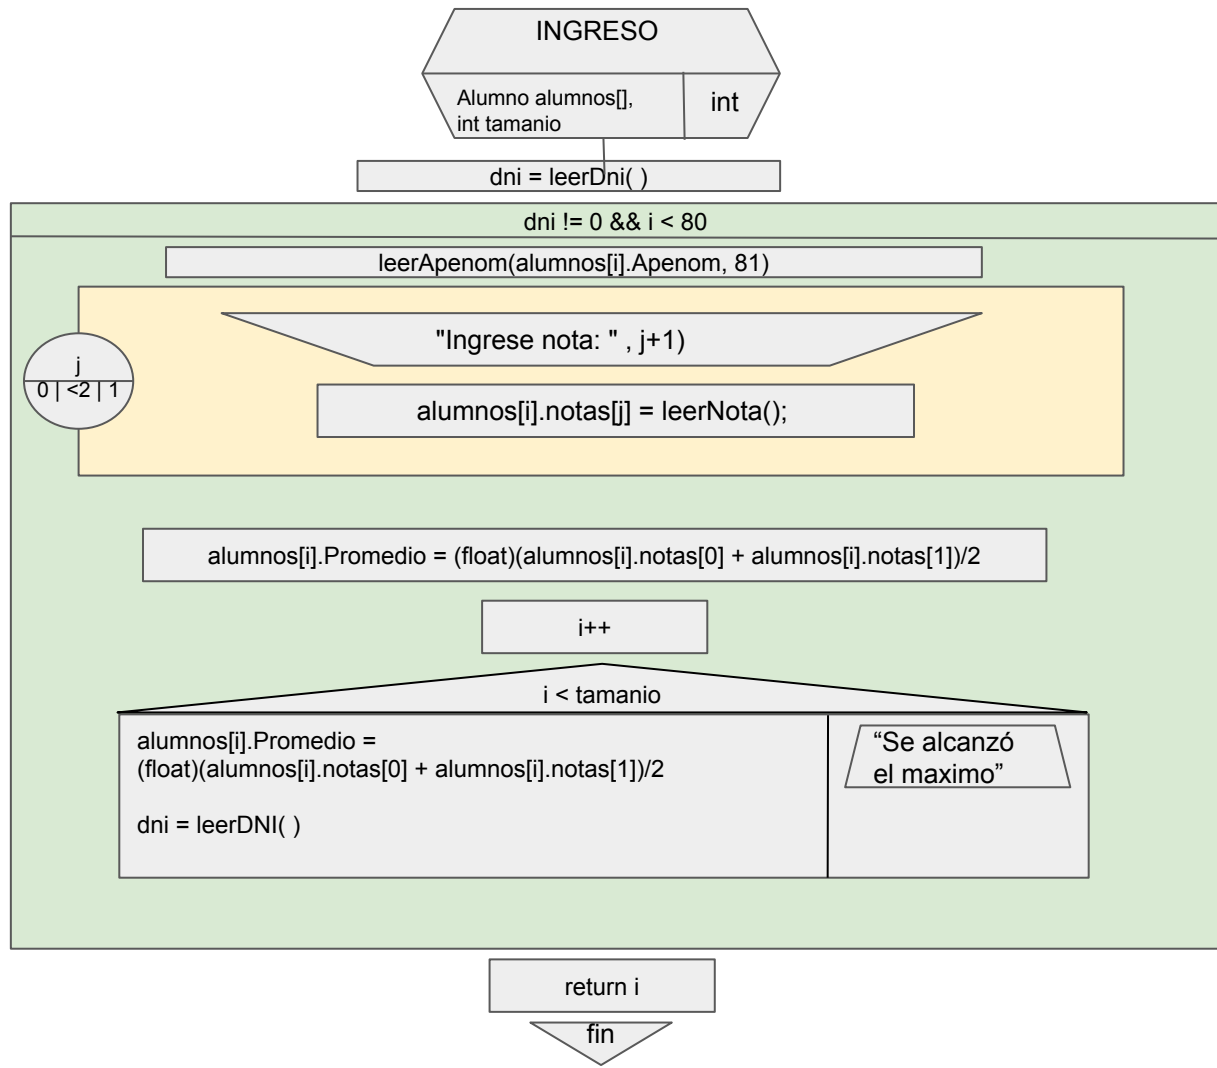 INGRESO
Alumno alumnos[],
int tamanio
int
dni = leerDni( )
dni != 0 && i < 80
leerApenom(alumnos[i].Apenom, 81)
"Ingrese nota: " , j+1)
j
0 | <2 | 1
alumnos[i].notas[j] = leerNota();
alumnos[i].Promedio = (float)(alumnos[i].notas[0] + alumnos[i].notas[1])/2
i++
i < tamanio
alumnos[i].Promedio =
(float)(alumnos[i].notas[0] + alumnos[i].notas[1])/2
dni = leerDNI( )
“Se alcanzó
el maximo”
return i
fin